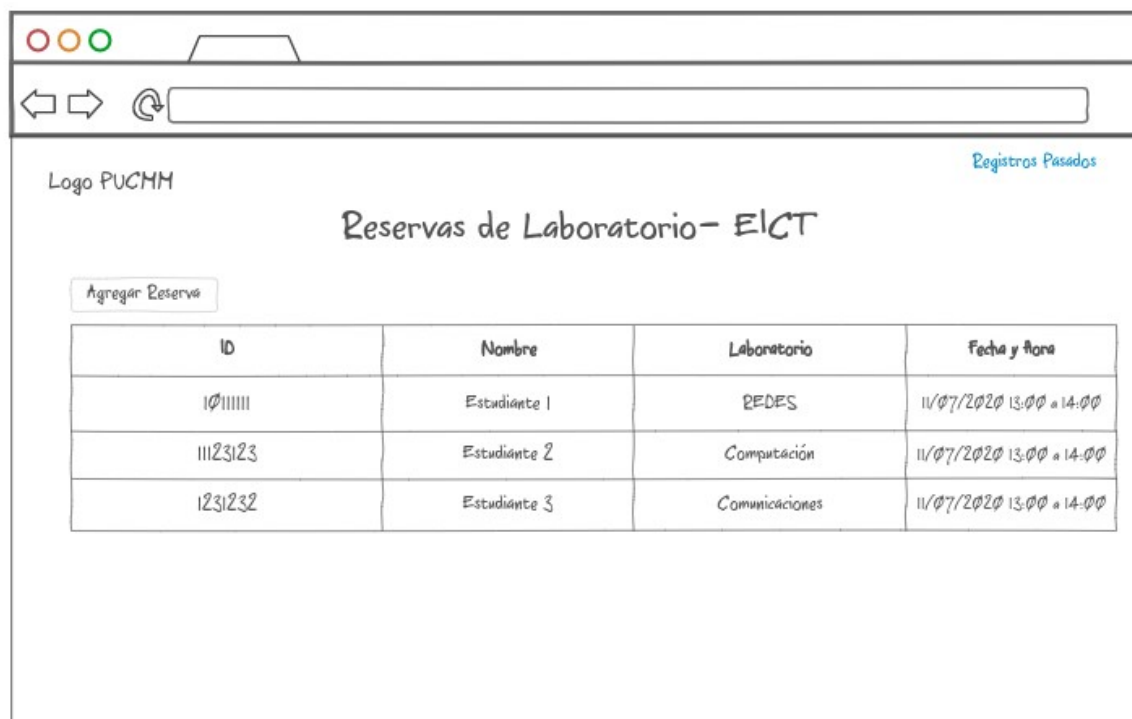 Registros Pasados
Logo PUCMM
Reservas de Laboratorio- EICT
Agregar Reserva
ID Nombre Laboratorio Fecha y Hora
10111111 Estudiante 1 REDES 11/07/2020 13:00 a 14:00
11123123 Estudiante 2 Computación 11/07/2020 13:00 a 14:00
1231232 Estudiante 3 Comunicaciones 11/07/2020 13:00 a 14:00